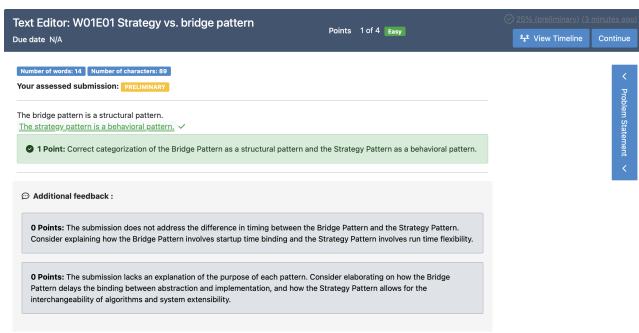 Text Editor: W01E01 Strategy vs. bridge pattern
Due date N/A
Points 1 of 4 Easy
25% (preliminary) (3 minutes ago)
View Timeline
Continue
Number of words: 14 Number of characters: 89
Your assessed submission: PRELIMINARY
The bridge pattern is a structural pattern.
The strategy pattern is a behavioral pattern.
1 Point: Correct categorization of the Bridge Pattern as a structural pattern and the Strategy Pattern as a behavioral pattern.
Additional feedback :
0 Points: The submission does not address the difference in timing between the Bridge Pattern and the Strategy Pattern.
Consider explaining how the Bridge Pattern involves startup time binding and the Strategy Pattern involves run time flexibility.
0 Points: The submission lacks an explanation of the purpose of each pattern. Consider elaborating on how the Bridge
Pattern delays the binding between abstraction and implementation, and how the Strategy Pattern allows for the
interchangeability of algorithms and system extensibility.
Problem Statement